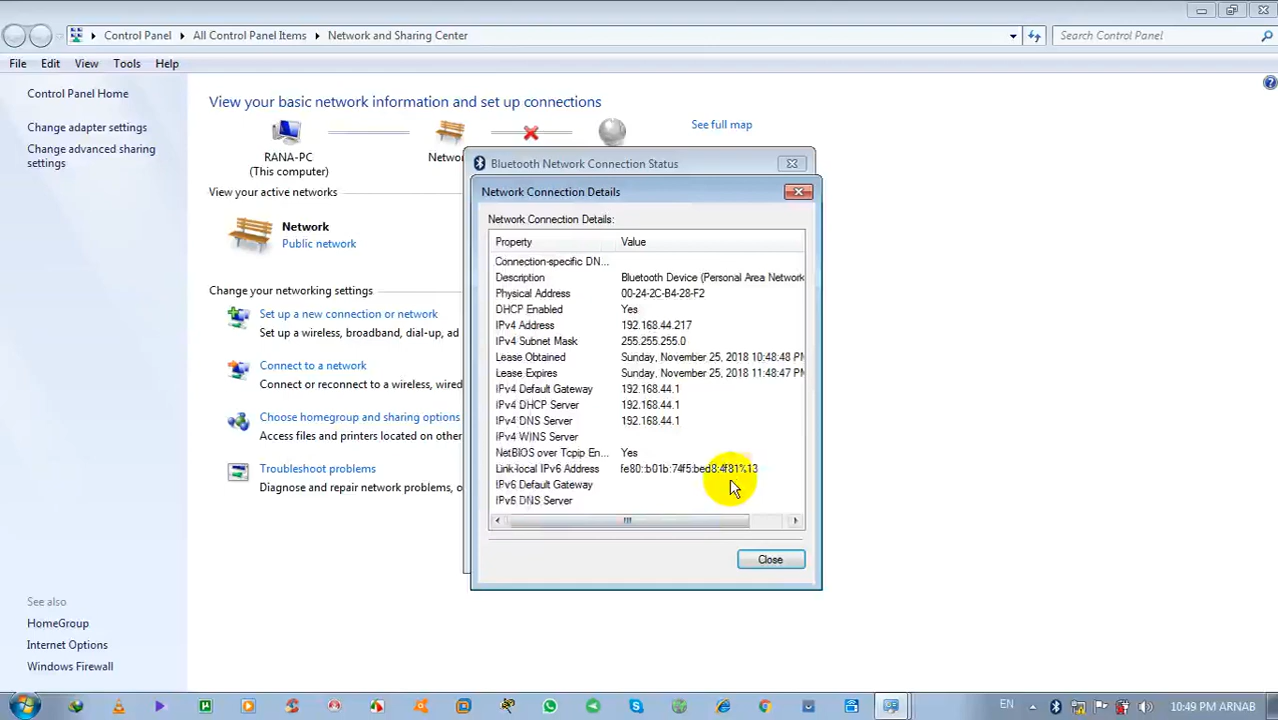 Control Panel
All Control Panel Items
Network and Sharing Center
Search Control Panel
File Edit View Tools Help
Control Panel Home
Change adapter settings
Change advanced sharing
settings
View your basic network information and set up connections
See full map
RANA-PC
(This computer)
View your active networks
Network
Public network
Change your networking settings
Set up a new connection or network
Set up a wireless, broadband, dial-up, ad
Connect to a network
Connect or reconnect to a wireless, wired
Choose homegroup and sharing options
Access files and printers located on other
Troubleshoot problems
Diagnose and repair network problems, o
See also
HomeGroup
Internet Options
Windows Firewall
Bluetooth Network Connection Status
Network Connection Details
Network Connection Details:
Property Value
Connection-specific DN...
Description Bluetooth Device (Personal Area Network
Physical Address 00-24-2C-B4-28-F2
DHCP Enabled Yes
IPv4 Address 192.168.44.217
IPv4 Subnet Mask 255.255.255.0
Lease Obtained Sunday, November 25, 2018 10:48:48 PM
Lease Expires Sunday, November 25, 2018 11:48:47 PM
IPv4 Default Gateway 192.168.44.1
IPv4 DHCP Server 192.168.44.1
IPv4 DNS Server 192.168.44.1
IPv4 WINS Server
NetBIOS over Tcpip En... Yes
Link-local IPv6 Address fe80::b01b:74f5:bed8:4f81%13
IPv6 Default Gateway
IPv6 DNS Server
Close
EN
10:49 PM ARNAB